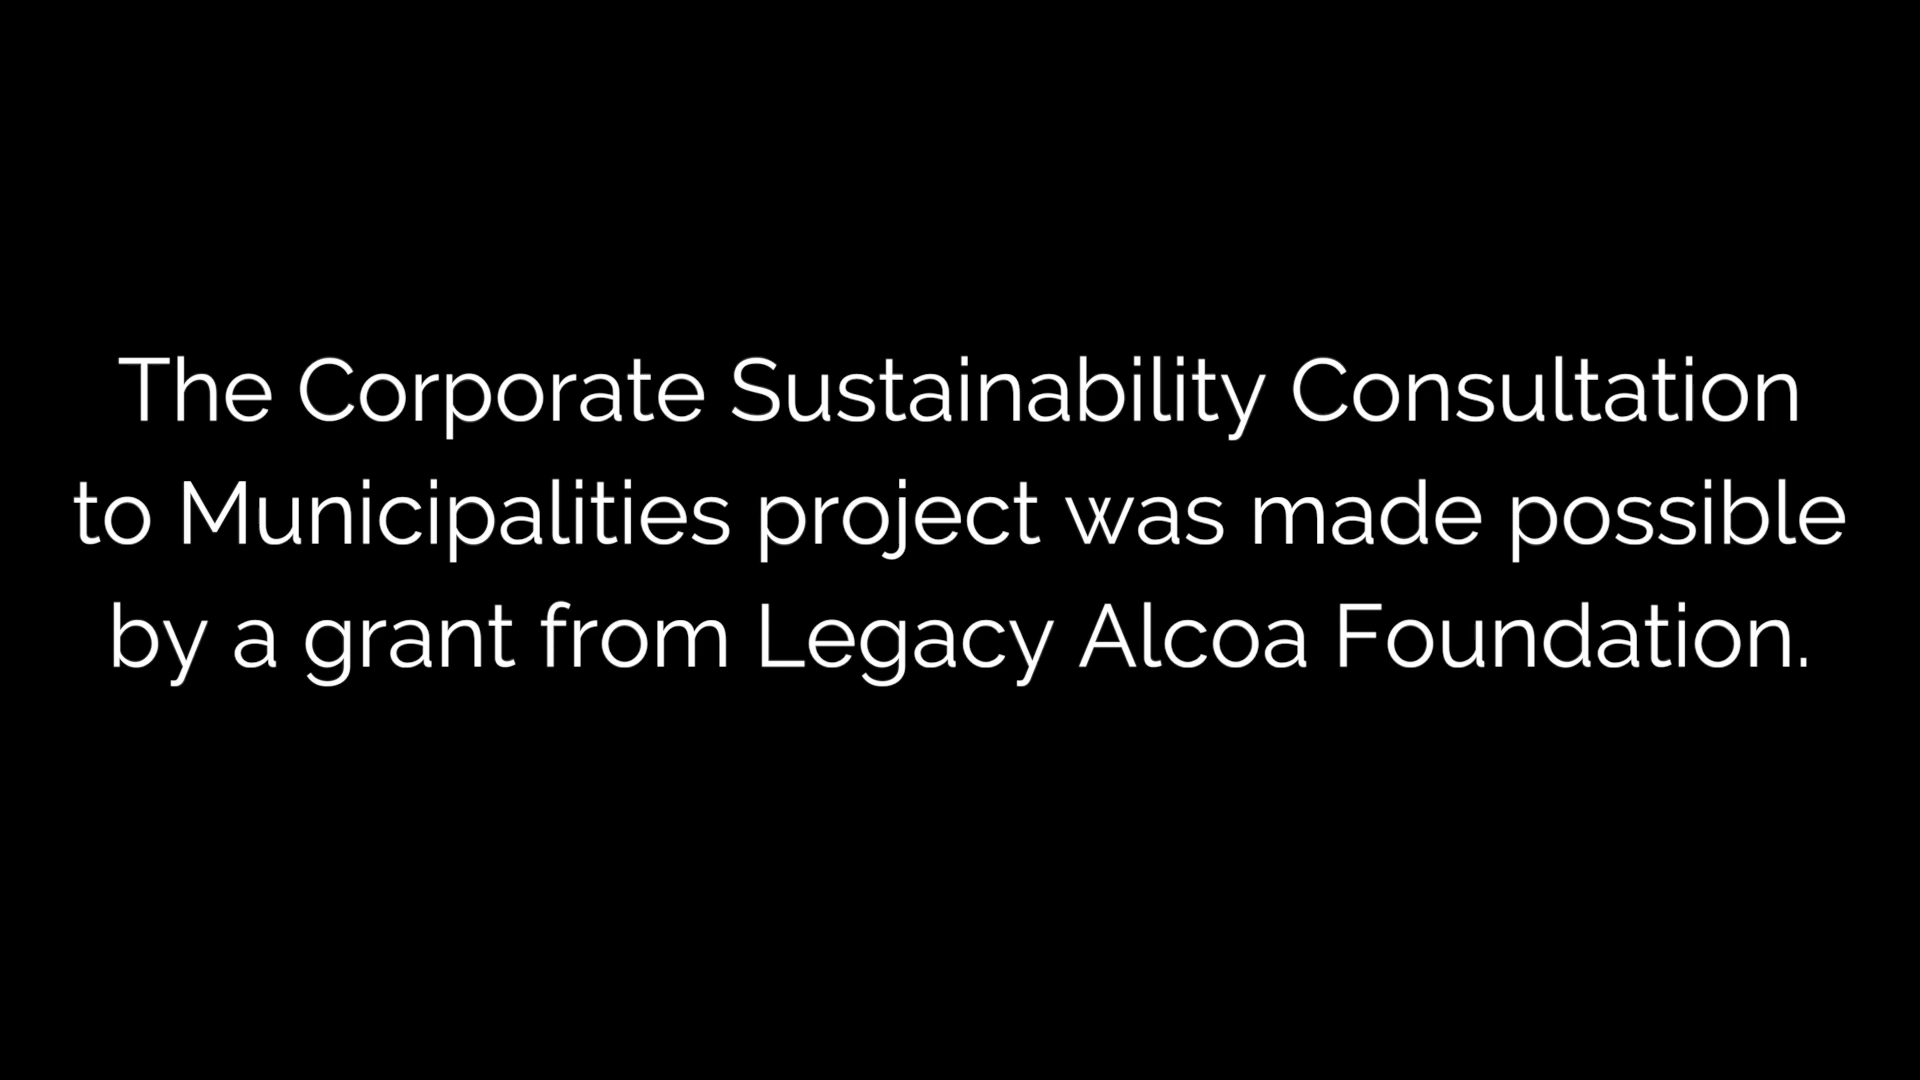 The Corporate Sustainability Consultation
to Municipalities project was made possible
by a grant from Legacy Alcoa Foundation.